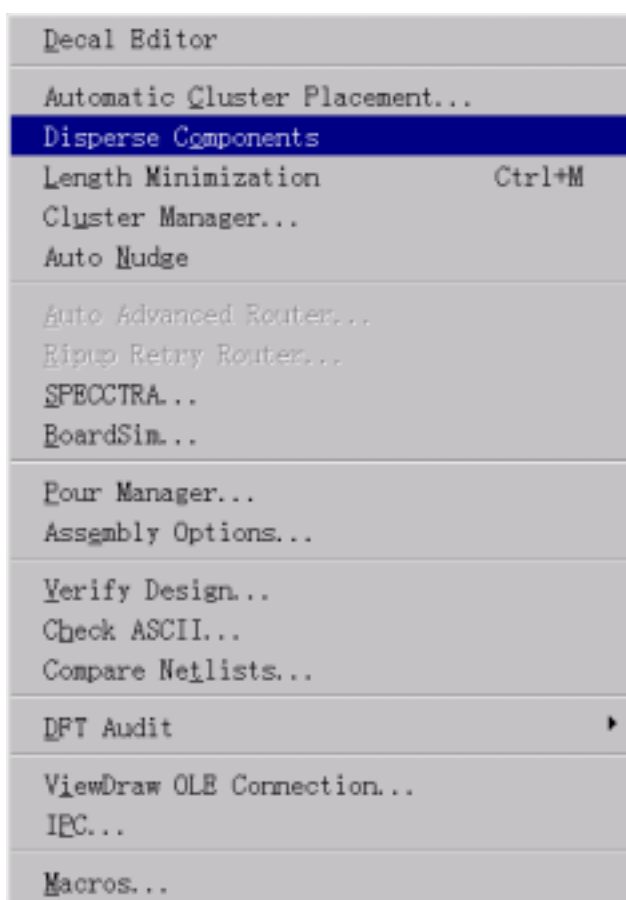 Decal Editor
Automatic Cluster Placement...
Disperse Components
Length Minimization Ctrl+M
Cluster Manager...
Auto Nudge
Auto Advanced Router...
Ripup Retry Router...
SPECCTRA...
BoardSim...
Pour Manager...
Assembly Options...
Verify Design...
Check ASCII...
Compare Netlists...
DFT Audit
ViewDraw OLE Connection...
IPC...
Macros...